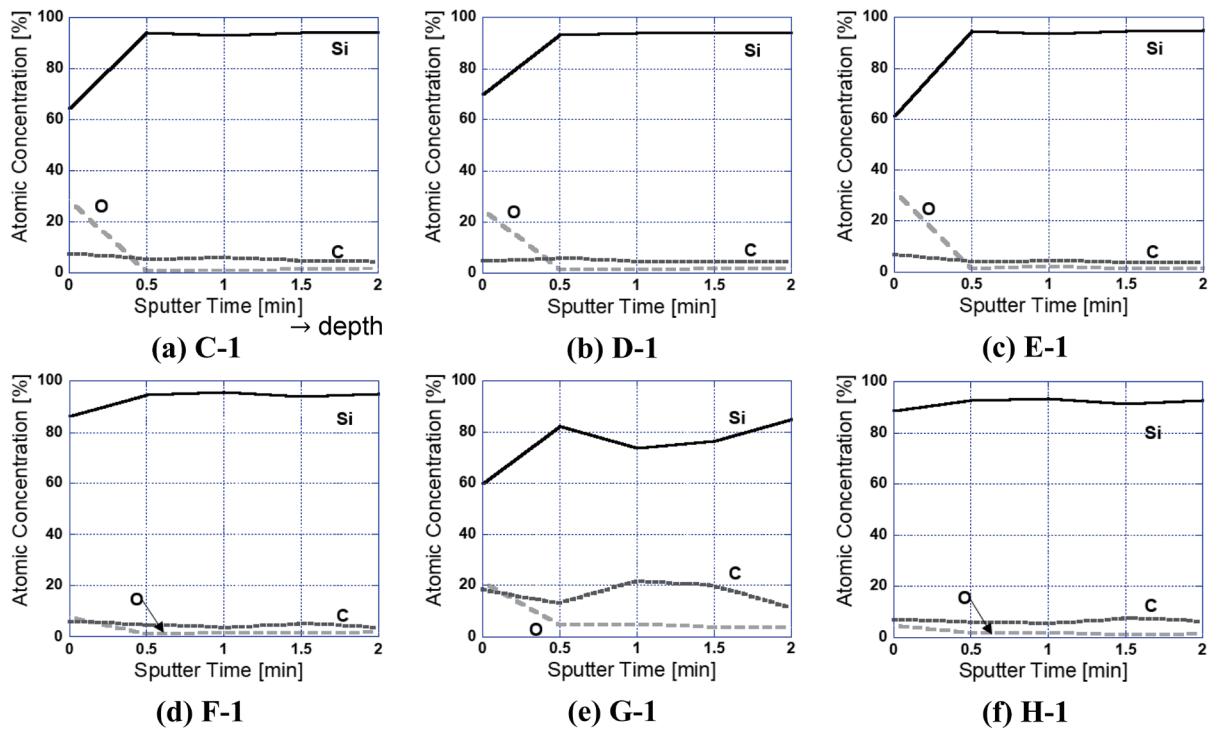 Atomic Concentration [%]
100
80
60
40
20
0
Si
O
C
0 0.5 1 1.5 2
Sputter Time [min]
→ depth
(a) C-1
Atomic Concentration [%]
100
80
60
40
20
0
Si
O
C
0 0.5 1 1.5 2
Sputter Time [min]
(b) D-1
Atomic Concentration [%]
100
80
60
40
20
0
Si
O
C
0 0.5 1 1.5 2
Sputter Time [min]
(c) E-1
Atomic Concentration [%]
100
80
60
40
20
0
Si
O
C
0 0.5 1 1.5 2
Sputter Time [min]
(d) F-1
Atomic Concentration [%]
100
80
60
40
20
0
Si
C
O
0 0.5 1 1.5 2
Sputter Time [min]
(e) G-1
Atomic Concentration [%]
100
80
60
40
20
0
Si
O
C
0 0.5 1 1.5 2
Sputter Time [min]
(f) H-1